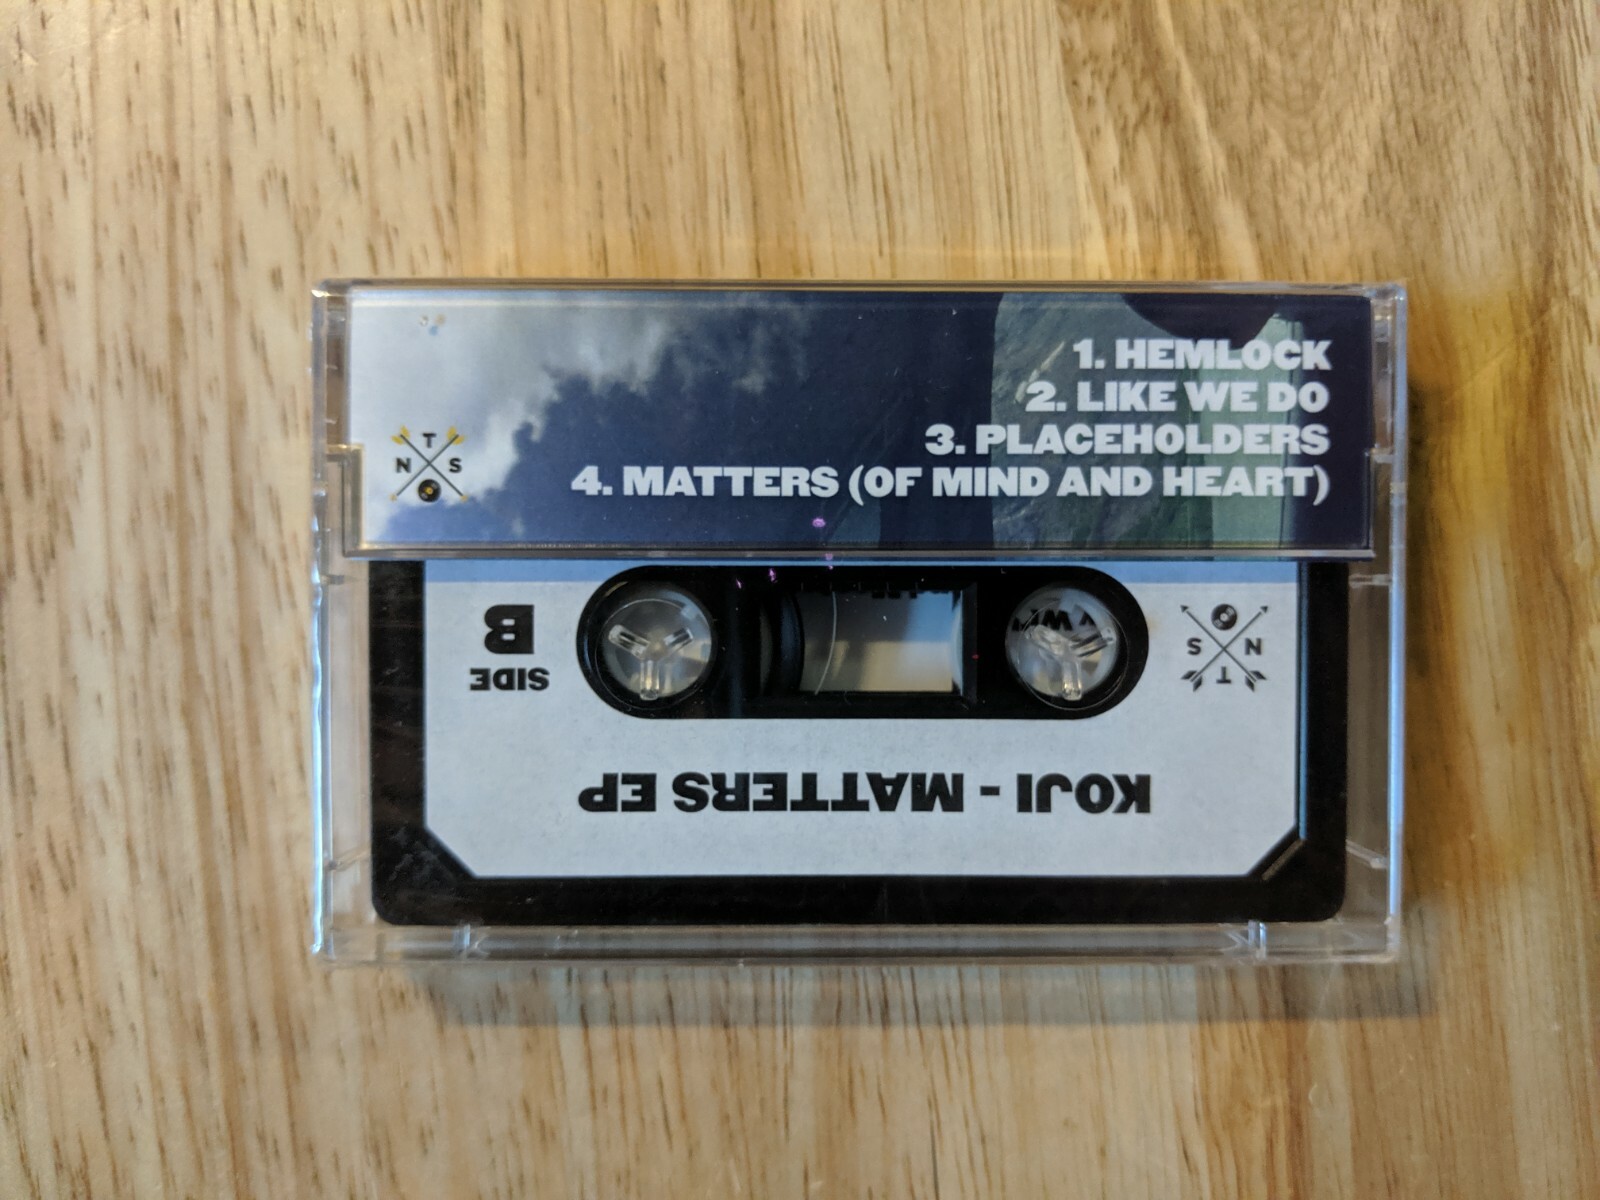 1. HEMLOCK
2. LIKE WE DO
3. PLACEHOLDERS
4. MATTERS (OF MIND AND HEART)
T
N S
SIDE
B
T
N S
KOJI - MATTERS EP